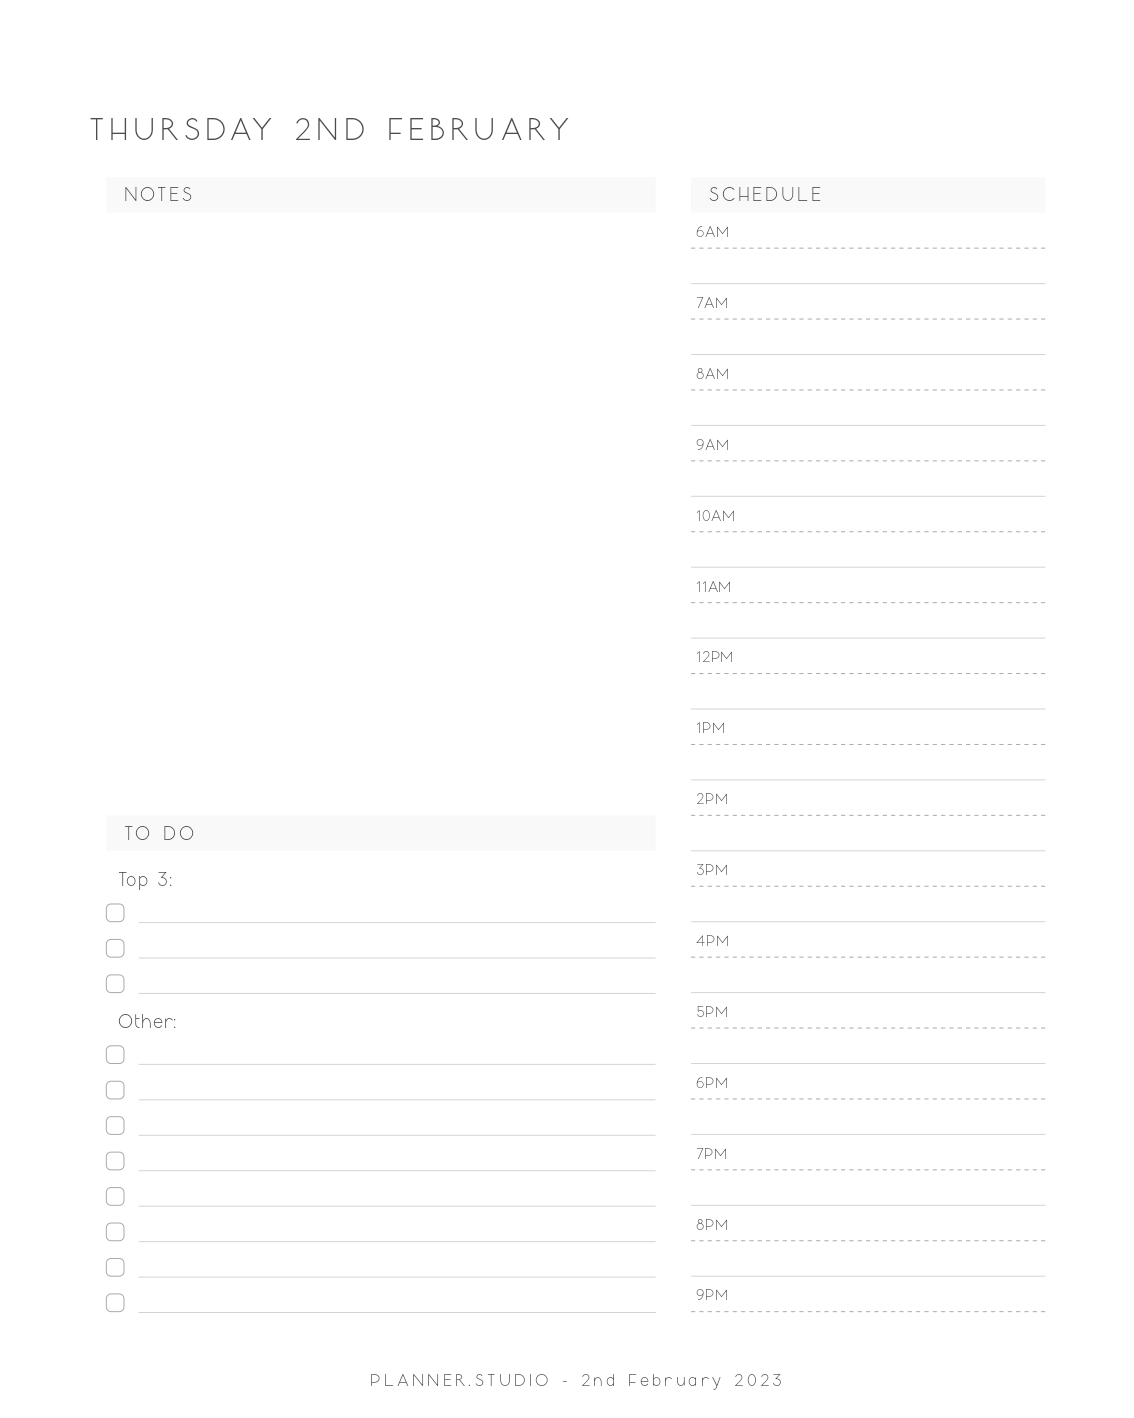 THURSDAY 2ND FEBRUARY
NOTES
TO DO
Top 3:
Other:
SCHEDULE
6AM
7AM
8AM
9AM
10AM
11AM
12PM
1PM
2PM
3PM
4PM
5PM
6PM
7PM
8PM
9PM
PLANNER.STUDIO - 2nd February 2023